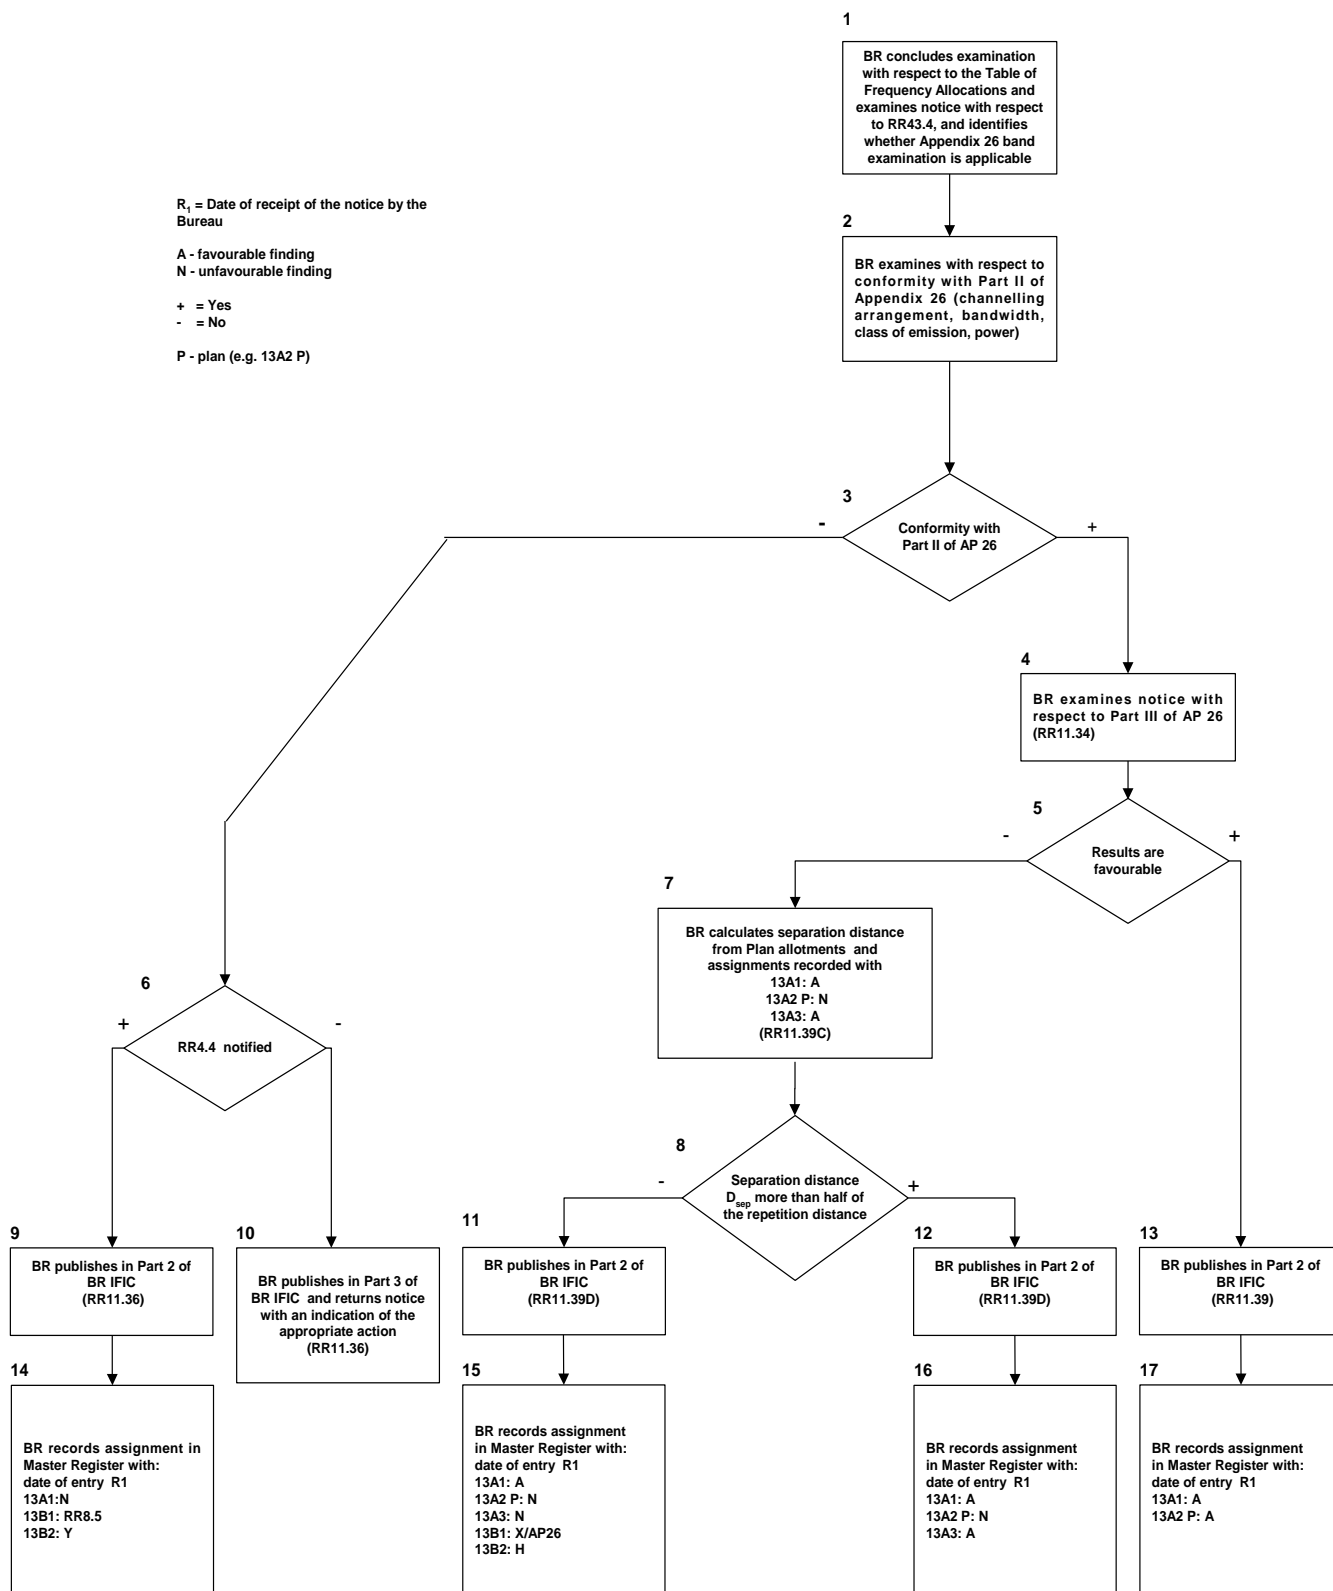 1
BR concludes examination
with respect to the Table of
Frequency Allocations and
examines notice with respect
to RR43.4, and identifies
whether Appendix 26 band
examination is applicable
R1 = Date of receipt of the notice by the
Bureau
A - favourable finding
N - unfavourable finding
+ = Yes
- = No
P - plan (e.g. 13A2 P)
2
BR examines with respect to
conformity with Part II of
Appendix 26 (channelling
arrangement, bandwidth,
class of emission, power)
3
-
Conformity with
Part II of AP 26
+
4
BR examines notice with
respect to Part III of AP 26
(RR11.34)
5
-
Results are
favourable
+
7
BR calculates separation distance
from Plan allotments and
assignments recorded with
13A1: A
13A2 P: N
13A3: A
(RR11.39C)
6
+
RR4.4 notified
-
8
-
Separation distance
Dsep more than half of
the repetition distance
+
9
BR publishes in Part 2 of
BR IFIC
(RR11.36)
10
BR publishes in Part 3 of
BR IFIC and returns notice
with an indication of the
appropriate action
(RR11.36)
11
BR publishes in Part 2 of
BR IFIC
(RR11.39D)
12
BR publishes in Part 2 of
BR IFIC
(RR11.39D)
13
BR publishes in Part 2 of
BR IFIC
(RR11.39)
14
BR records assignment in
Master Register with:
date of entry R1
13A1:N
13B1: RR8.5
13B2: Y
15
BR records assignment
in Master Register with:
date of entry R1
13A1: A
13A2 P: N
13A3: N
13B1: X/AP26
13B2: H
16
BR records assignment
in Master Register with:
date of entry R1
13A1: A
13A2 P: N
13A3: A
17
BR records assignment
in Master Register with:
date of entry R1
13A1: A
13A2 P: A